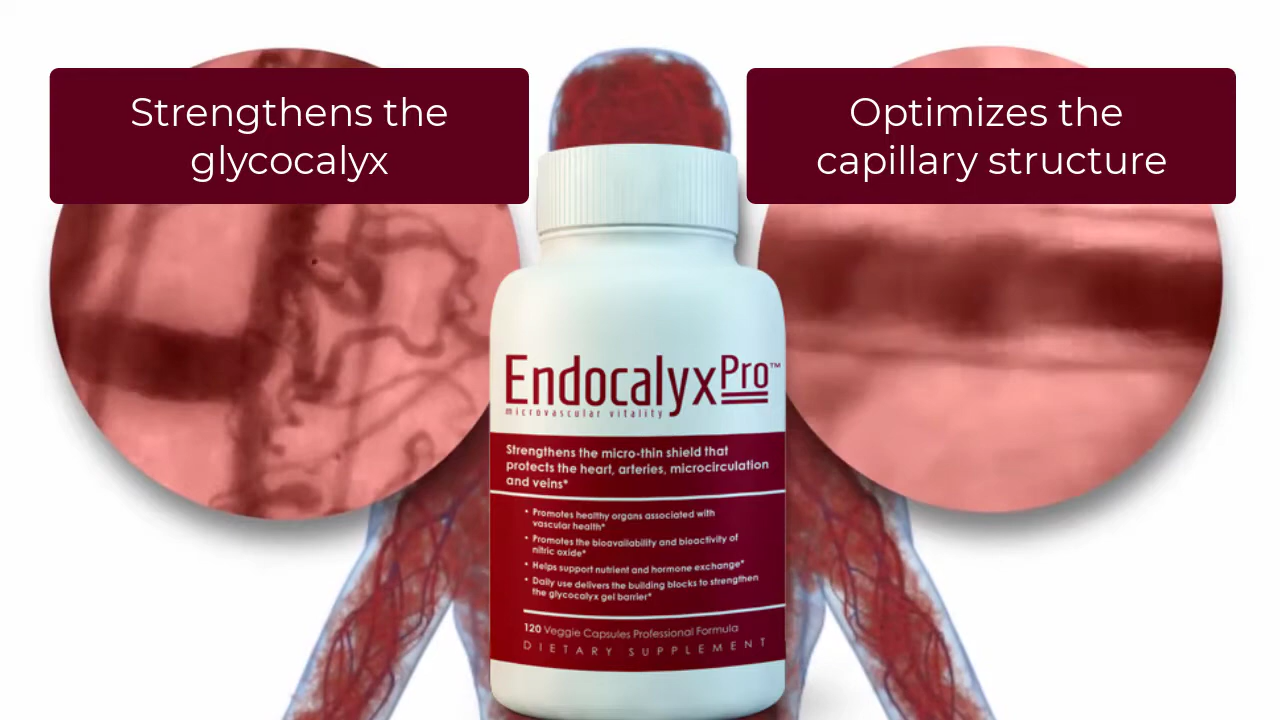 Strengthens the
glycocalyx
Optimizes the
capillary structure
EndocalyxPro™
microvascular vitality
Strengthens the micro-thin shield that
protects the heart, arteries, microcirculation
and veins*
• Promotes healthy organs associated with
vascular health*
• Promotes the bioavailability and bioactivity of
nitric oxide*
• Helps support nutrient and hormone exchange*
• Daily use delivers the building blocks to strengthen
the glycocalyx gel barrier*
120 Veggie Capsules Professional Formula
DIETARY SUPPLEMENT